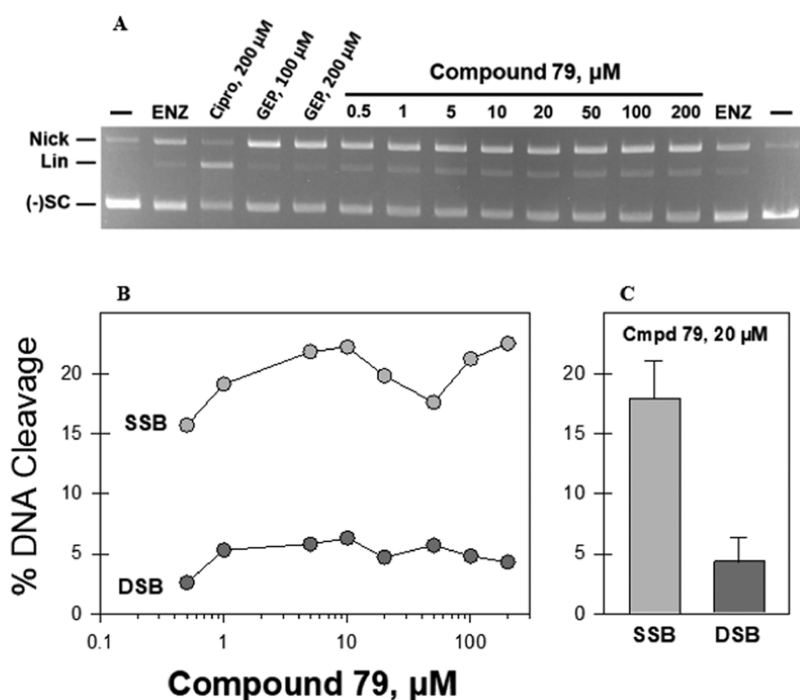 A
— ENZ Cipro, 200 µM GEP, 100 µM GEP, 200 µM
Compound 79, µM
0.5 1 5 10 20 50 100 200 ENZ —
Nick
Lin
(-)SC
B
% DNA Cleavage
20
15
10
5
0
SSB
DSB
0.1 1 10 100
Compound 79, µM
C
Cmpd 79, 20 µM
20
15
10
5
0
SSB DSB